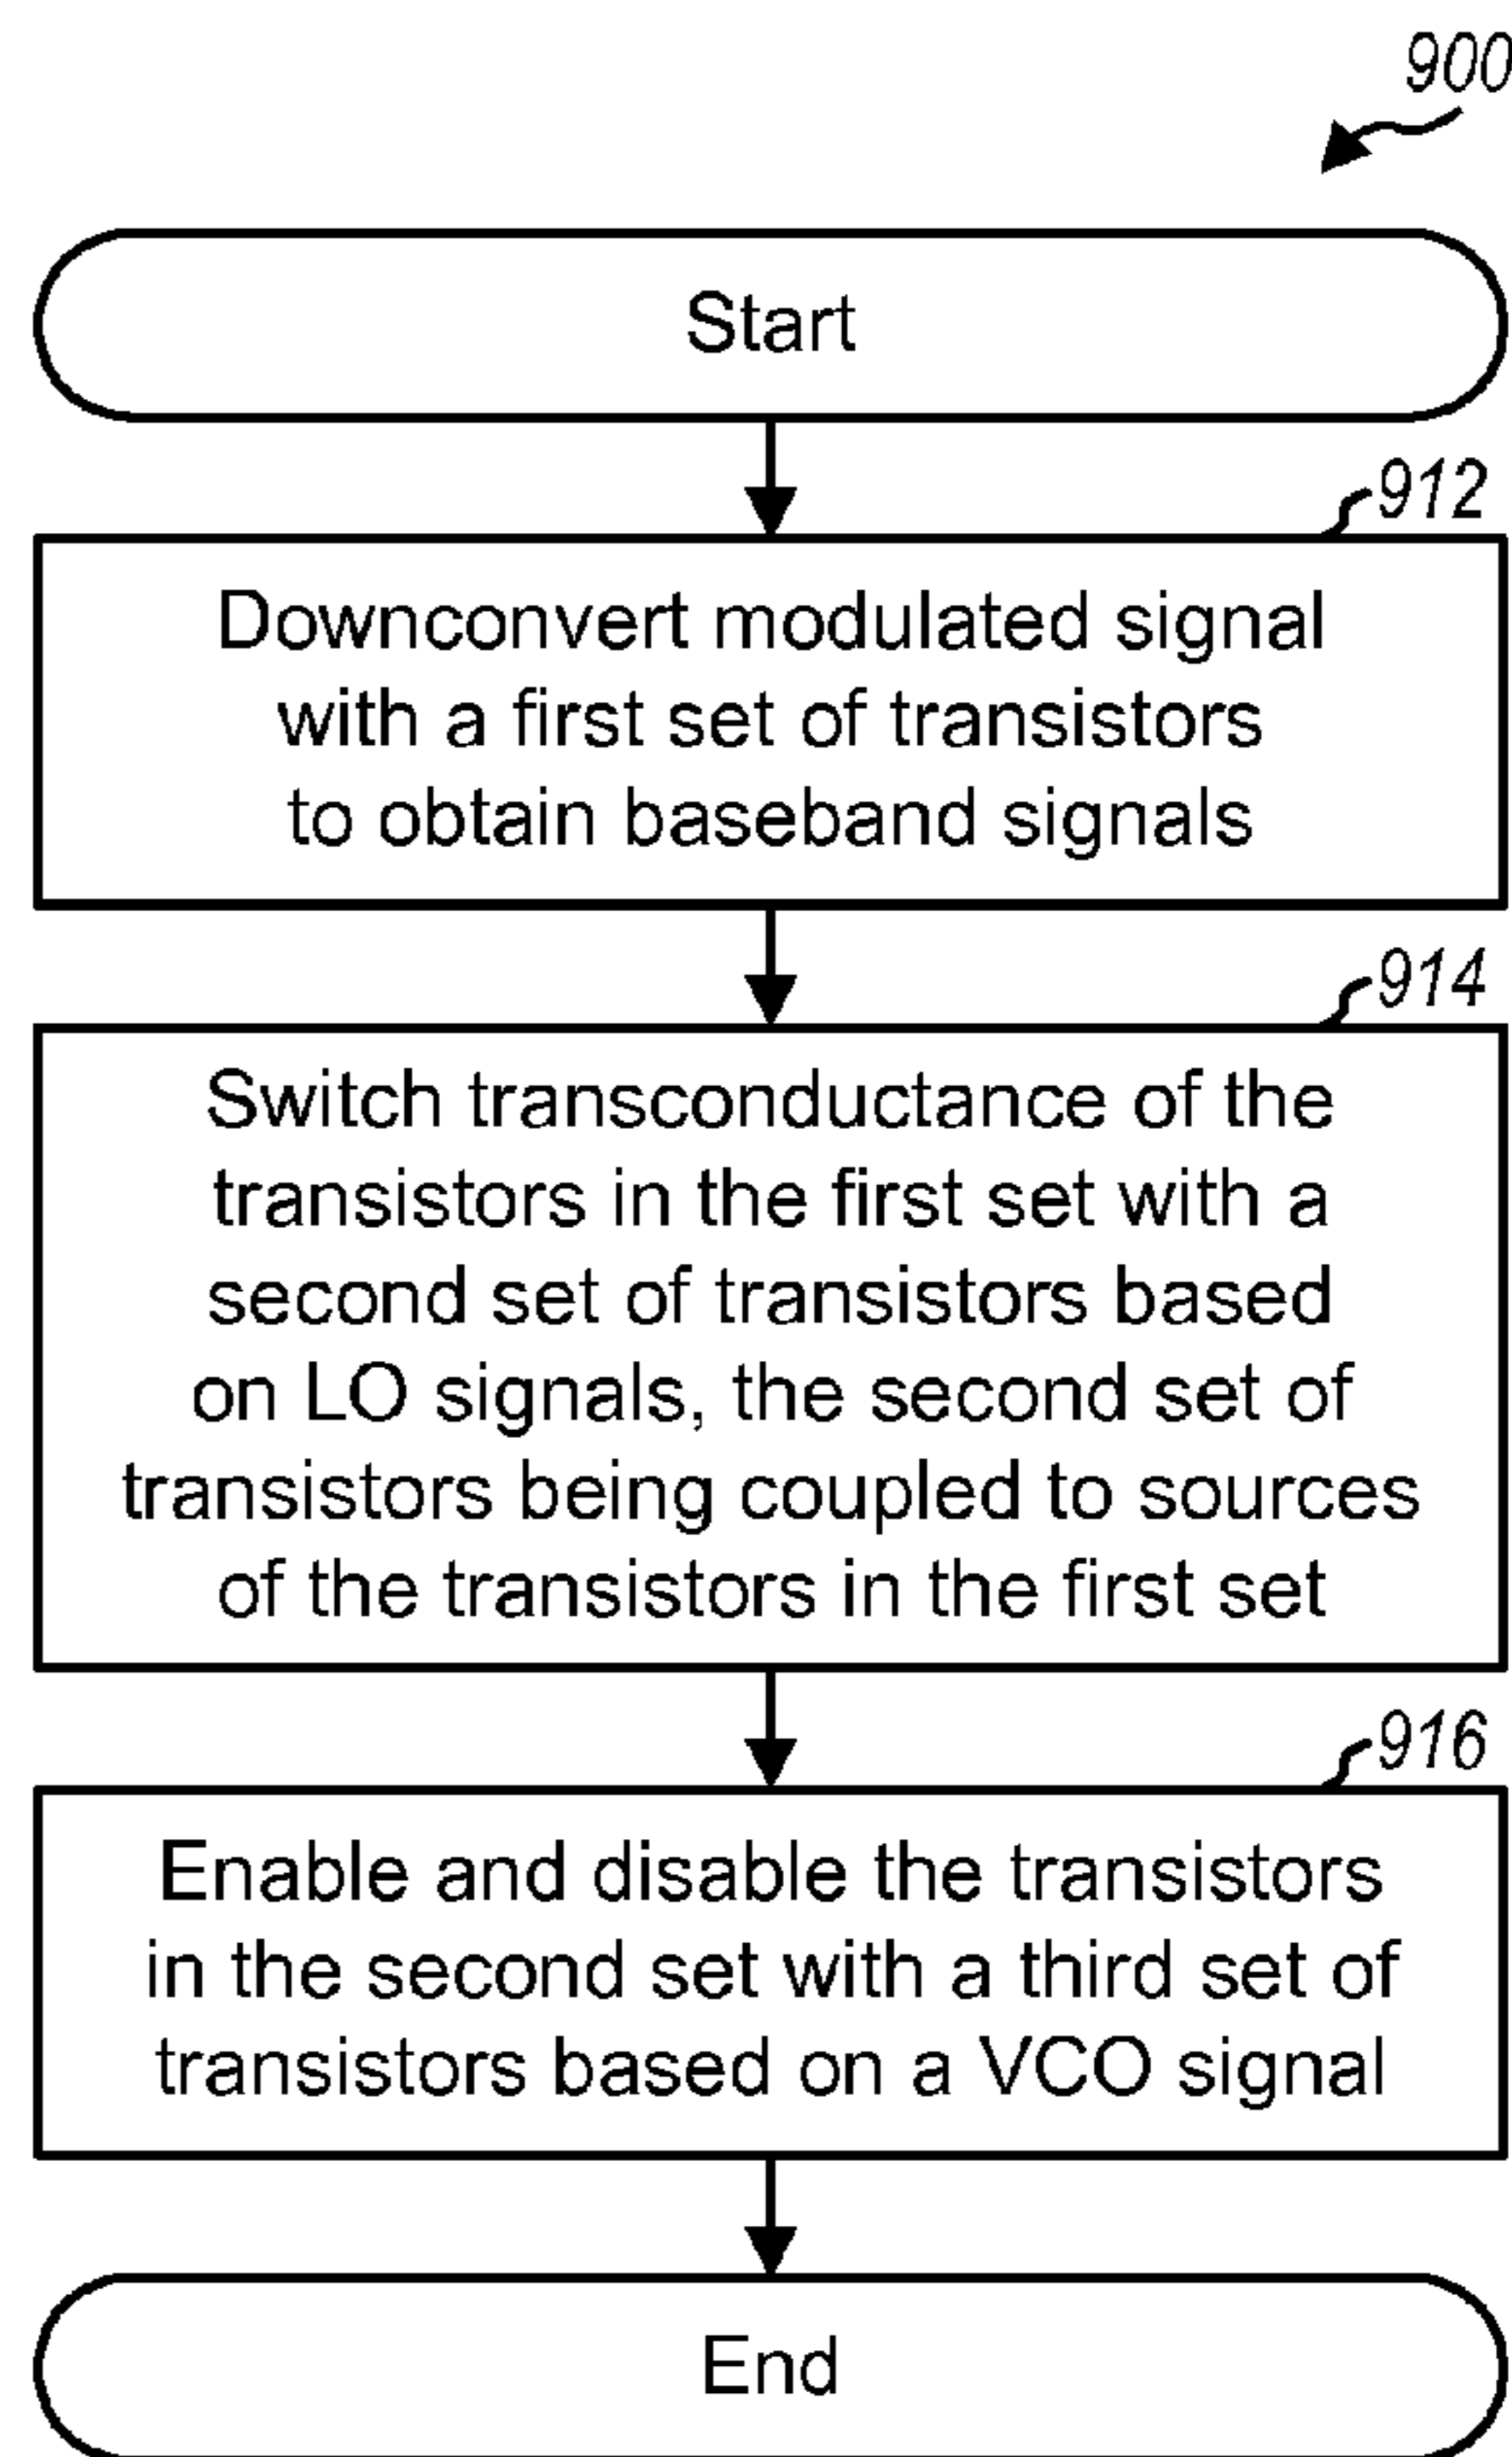 900
Start
912
Downconvert modulated signal
with a first set of transistors
to obtain baseband signals
914
Switch transconductance of the
transistors in the first set with a
second set of transistors based
on LO signals, the second set of
transistors being coupled to sources
of the transistors in the first set
916
Enable and disable the transistors
in the second set with a third set of
transistors based on a VCO signal
End